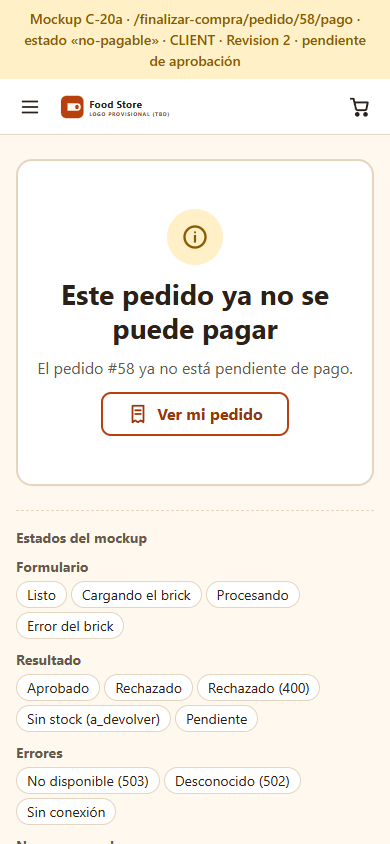 Mockup C-20a · /finalizar-compra/pedido/58/pago ·
estado «no-pagable» · CLIENT · Revision 2 · pendiente
de aprobación
Food Store
LOGO PROVISIONAL (TBD)
Este pedido ya no se
puede pagar
El pedido #58 ya no está pendiente de pago.
Ver mi pedido
Estados del mockup
Formulario
Listo
Cargando el brick
Procesando
Error del brick
Resultado
Aprobado
Rechazado
Rechazado (400)
Sin stock (a_devolver)
Pendiente
Errores
No disponible (503)
Desconocido (502)
Sin conexión